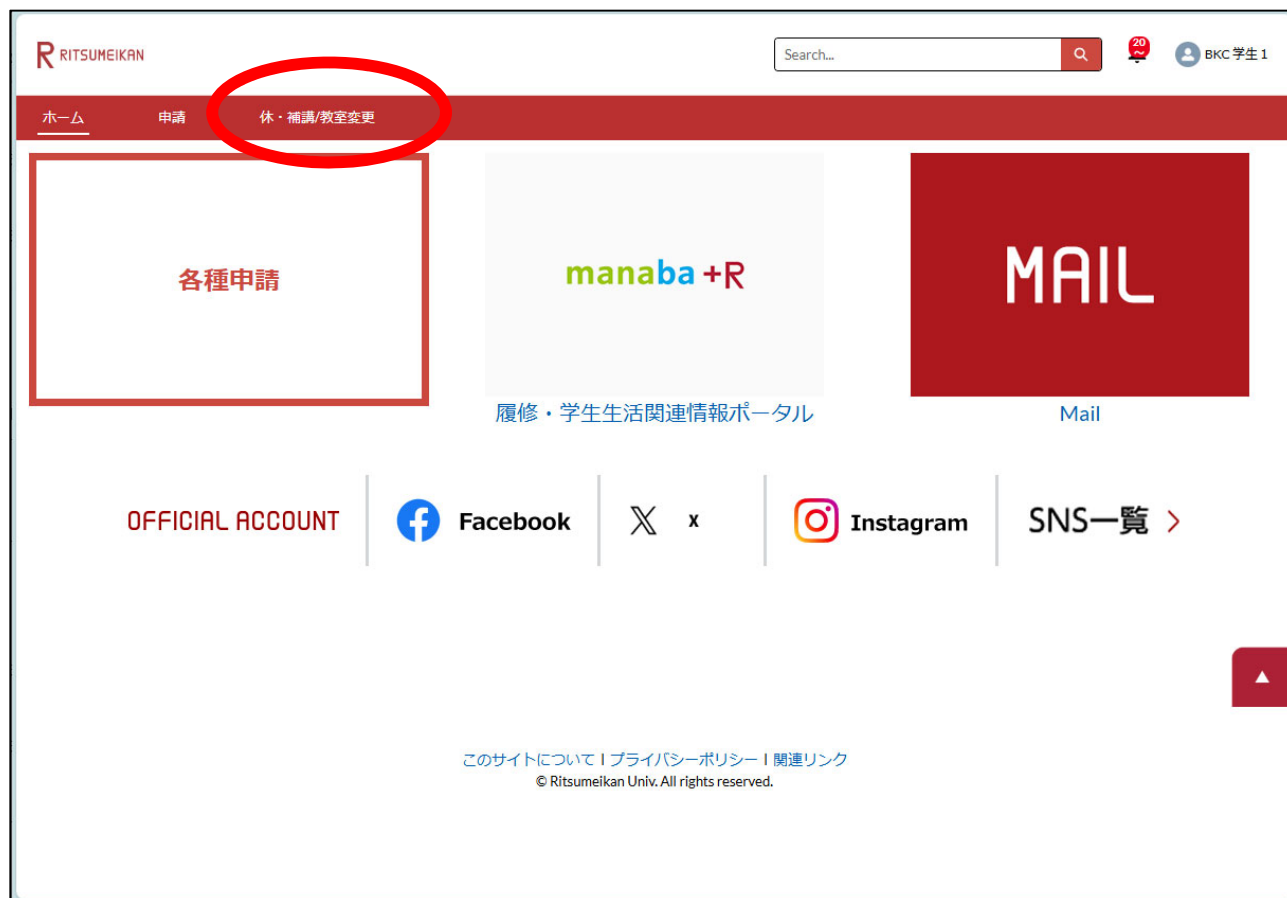 RITSUMEIKAN
Search...
20
～
BKC 学生 1
ホーム 申請 休・補講/教室変更
各種申請
manaba +R
MAIL
履修・学生生活関連情報ポータル
Mail
OFFICIAL ACCOUNT
Facebook
X
Instagram
SNS一覧 >
このサイトについて | プライバシーポリシー | 関連リンク
© Ritsumeikan Univ. All rights reserved.